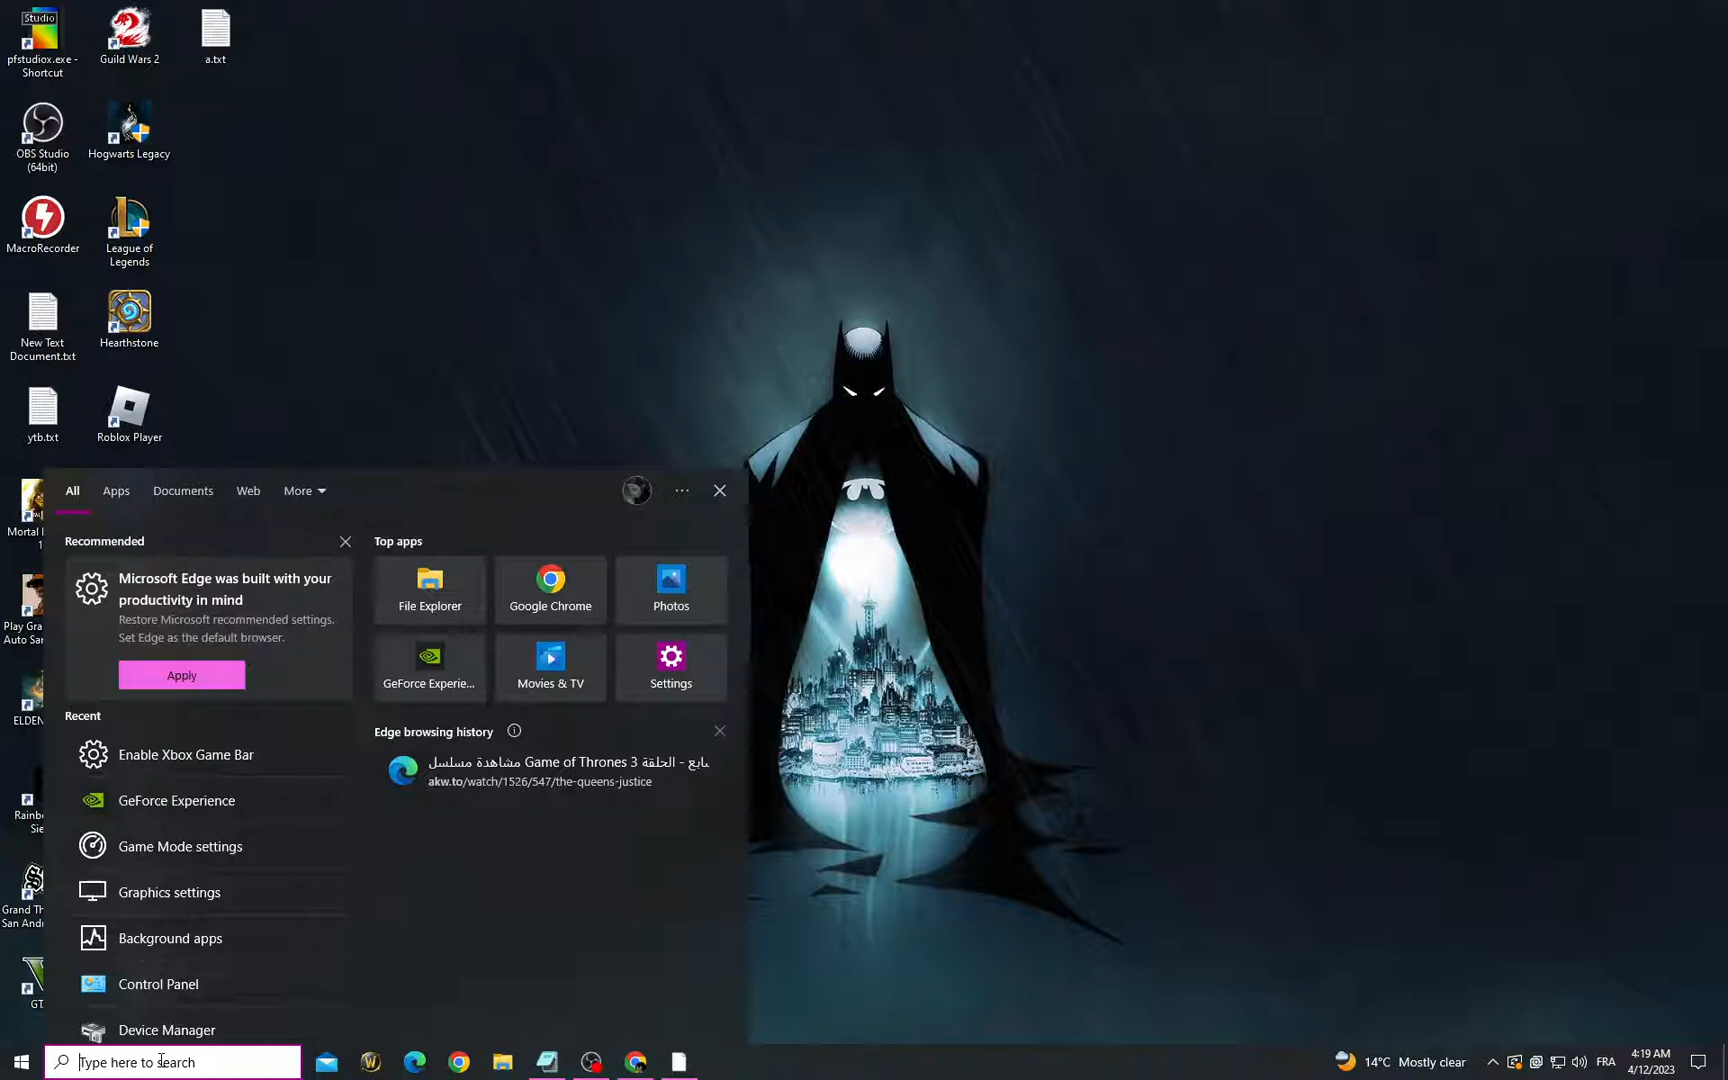 Studio
pfstudiox.exe -
Shortcut
Guild Wars 2
a.txt
OBS Studio
(64bit)
Hogwarts Legacy
MacroRecorder
League of
Legends
New Text
Document.txt
Hearthstone
ytb.txt
Roblox Player
Mortal
1
Play Gra
Auto Sar
ELDEN
Rainb
Sie
Grand Th
San Andr
GT
All
Apps
Documents
Web
More
Recommended
Microsoft Edge was built with your
productivity in mind
Restore Microsoft recommended settings.
Set Edge as the default browser.
Apply
Recent
Enable Xbox Game Bar
GeForce Experience
Game Mode settings
Graphics settings
Background apps
Control Panel
Device Manager
Top apps
File Explorer
Google Chrome
Photos
GeForce Experie...
Movies & TV
Settings
Edge browsing history
مشاهدة مسلسل Game of Thrones الحلقة 3 -
akw.to/watch/1526/547/the-queens-justice
Type here to search
14°C Mostly clear
FRA
4:19 AM
4/12/2023